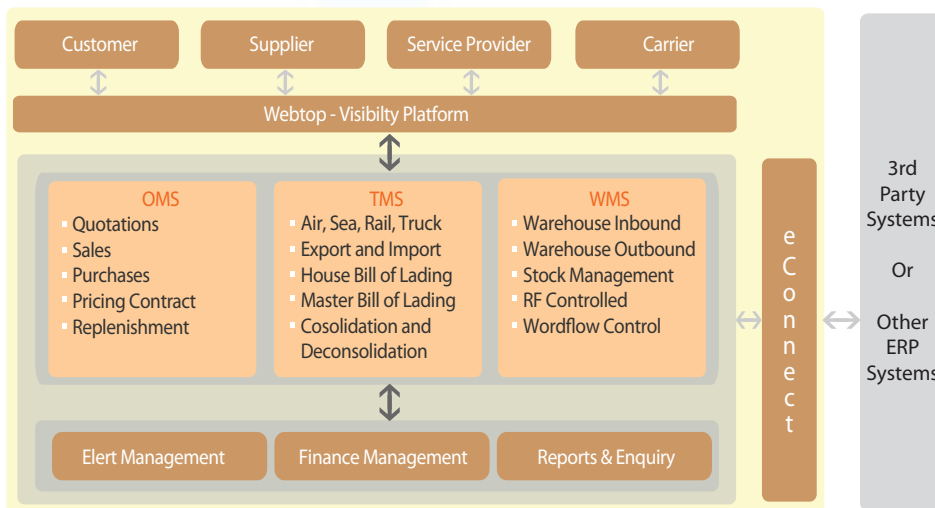 Customer
Supplier
Service Provider
Carrier
Webtop - Visibilty Platform
OMS
Quotations
Sales
Purchases
Pricing Contract
Replenishment
TMS
Air, Sea, Rail, Truck
Export and Import
House Bill of Lading
Master Bill of Lading
Cosolidation and
Deconsolidation
WMS
Warehouse Inbound
Warehouse Outbound
Stock Management
RF Controlled
Wordflow Control
Elert Management
Finance Management
Reports & Enquiry
e
C
o
n
n
e
c
t
3rd
Party
Systems
Or
Other
ERP
Systems